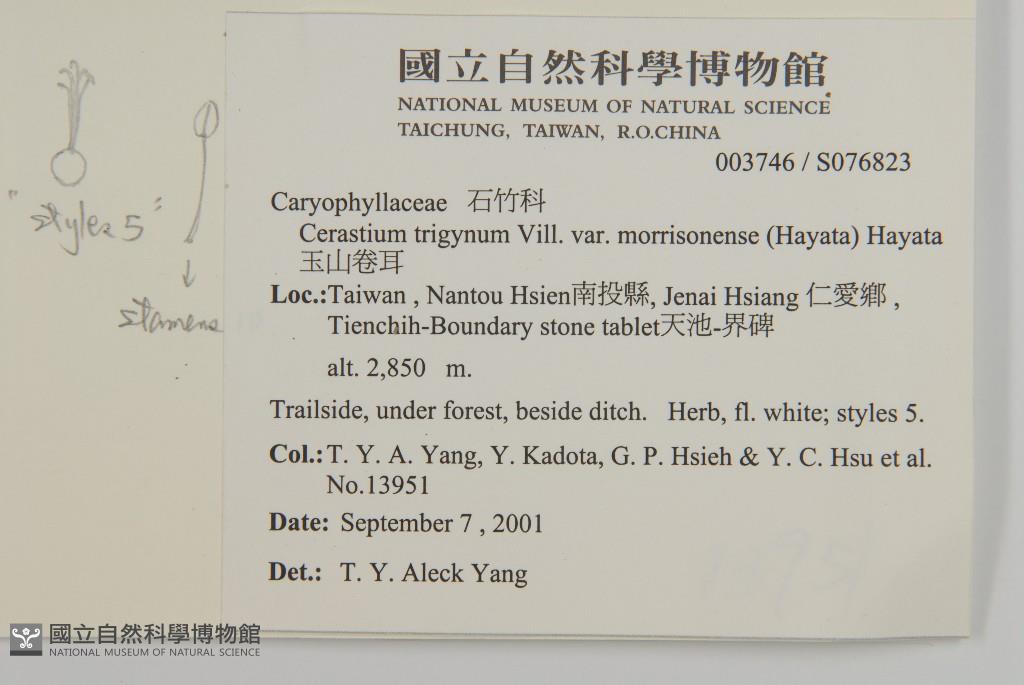 國立自然科學博物館
NATIONAL MUSEUM OF NATURAL SCIENCE
TAICHUNG, TAIWAN, R.O.CHINA
003746 / S076823
Caryophyllaceae 石竹科
Cerastium trigynum Vill. var. morrisonense (Hayata) Hayata
玉山卷耳
Loc.:Taiwan , Nantou Hsien南投縣, Jenai Hsiang 仁愛鄉 ,
Tienchih-Boundary stone tablet天池-界碑
alt. 2,850 m.
Trailside, under forest, beside ditch. Herb, fl. white; styles 5.
Col.:T. Y. A. Yang, Y. Kadota, G. P. Hsieh & Y. C. Hsu et al.
No.13951
Date: September 7 , 2001
Det.: T. Y. Aleck Yang
"styles 5"
stamens
國立自然科學博物館
NATIONAL MUSEUM OF NATURAL SCIENCE